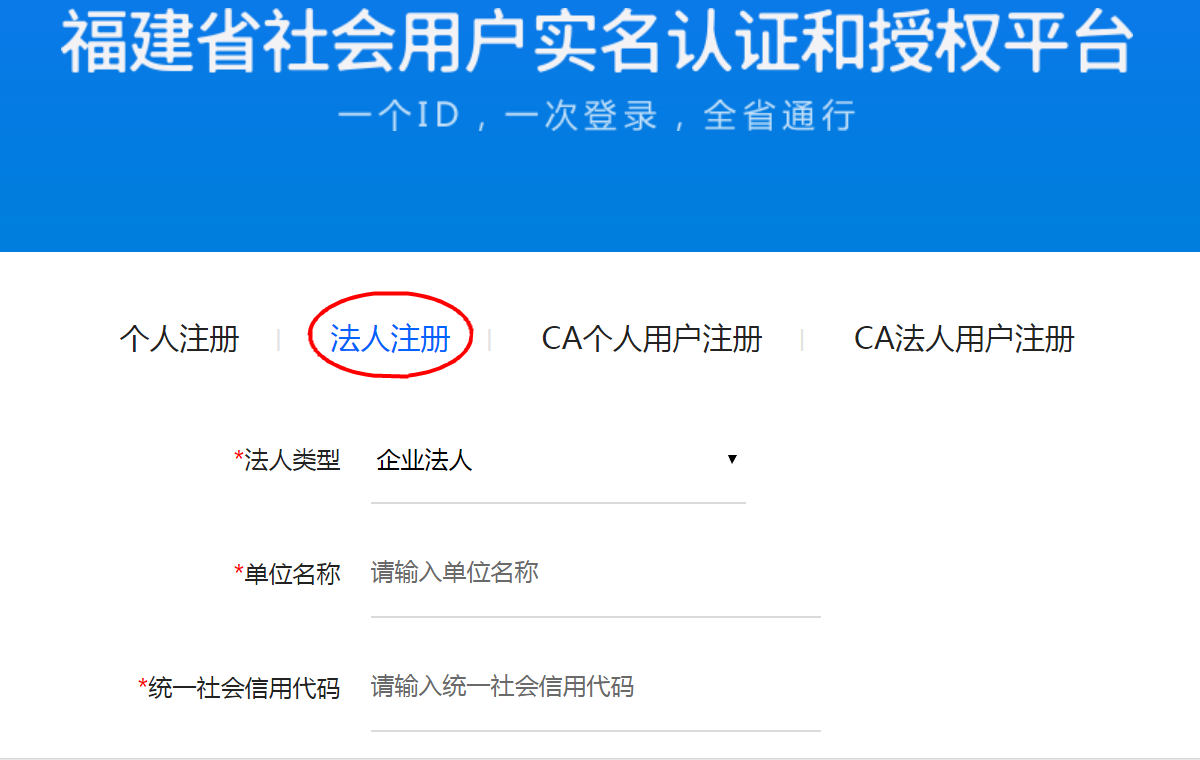 福建省社会用户实名认证和授权平台
一个ID，一次登录，全省通行
个人注册 | 法人注册 | CA个人用户注册 | CA法人用户注册
*法人类型 企业法人 ▼
*单位名称 请输入单位名称
*统一社会信用代码 请输入统一社会信用代码